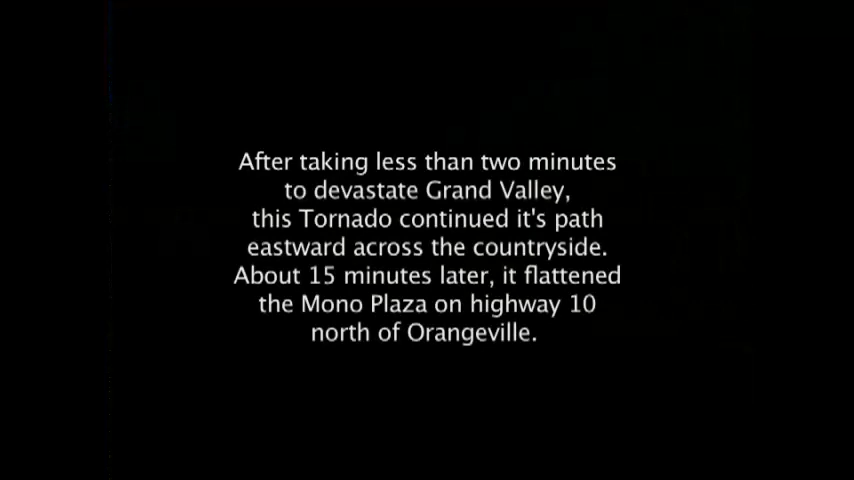 After taking less than two minutes
to devastate Grand Valley,
this Tornado continued it's path
eastward across the countryside.
About 15 minutes later, it flattened
the Mono Plaza on highway 10
north of Orangeville.